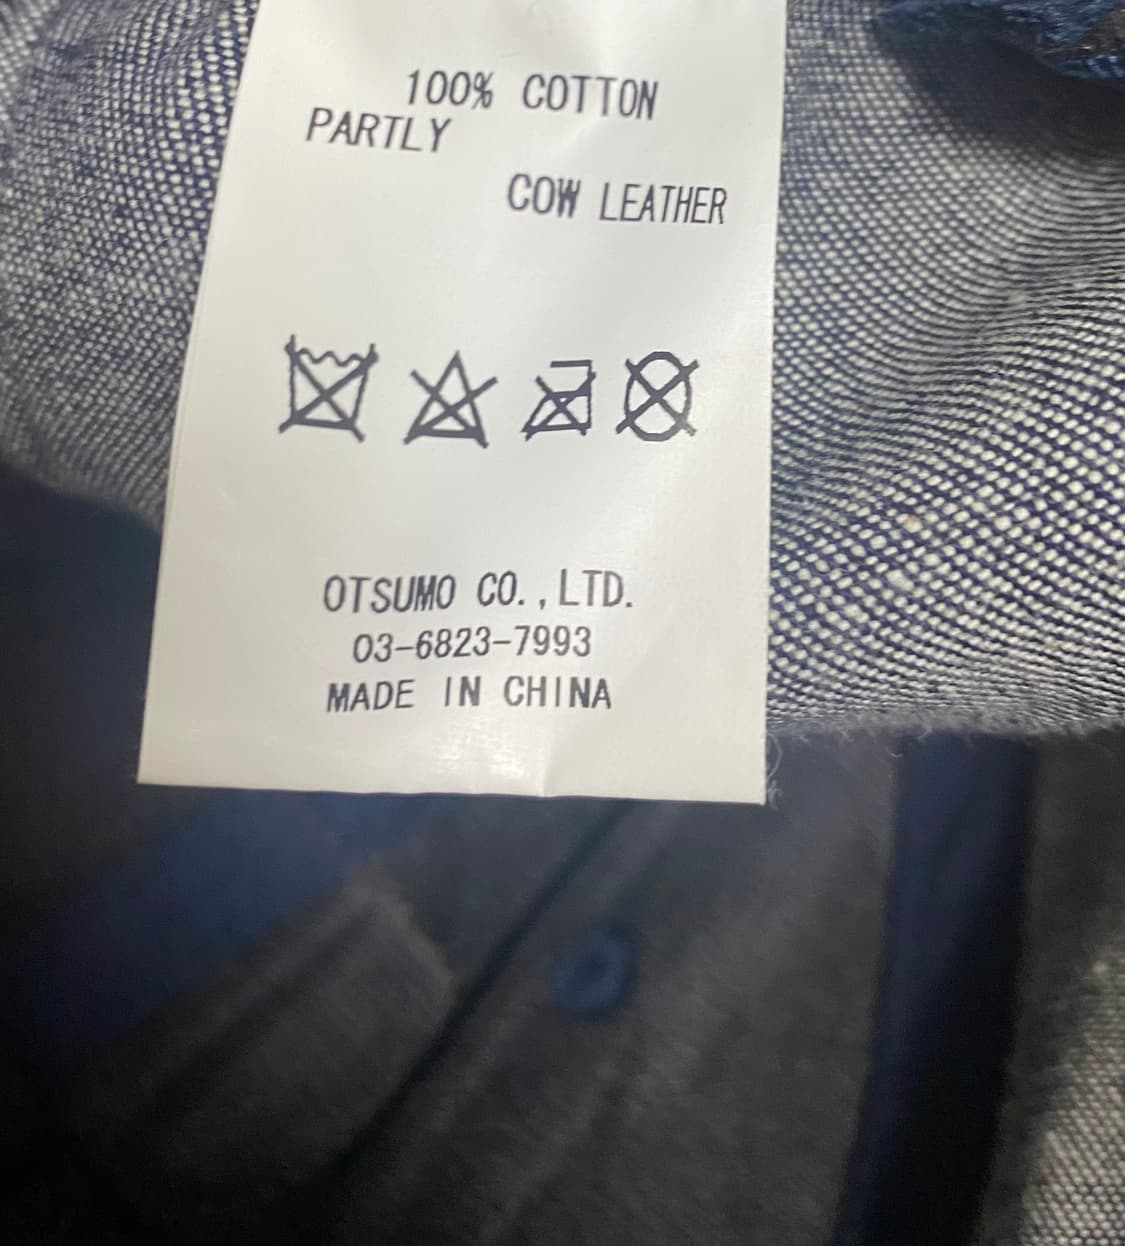 100% COTTON
PARTLY
COW LEATHER
OTSUMO CO.,LTD.
03-6823-7993
MADE IN CHINA